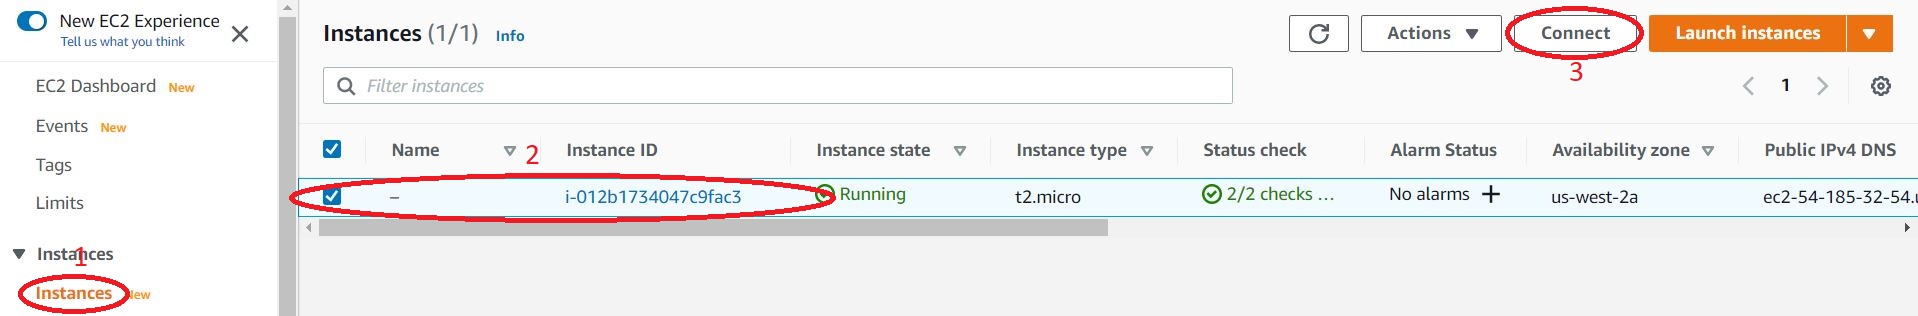 New EC2 Experience
Tell us what you think
EC2 Dashboard New
Events New
Tags
Limits
Instances
1
Instances New
Instances (1/1) Info
Actions
Connect
Launch instances
3
Filter instances
1
Name
2
Instance ID
Instance state
Instance type
Status check
Alarm Status
Availability zone
Public IPv4 DNS
–
i-012b1734047c9fac3
Running
t2.micro
2/2 checks ...
No alarms +
us-west-2a
ec2-54-185-32-54.u